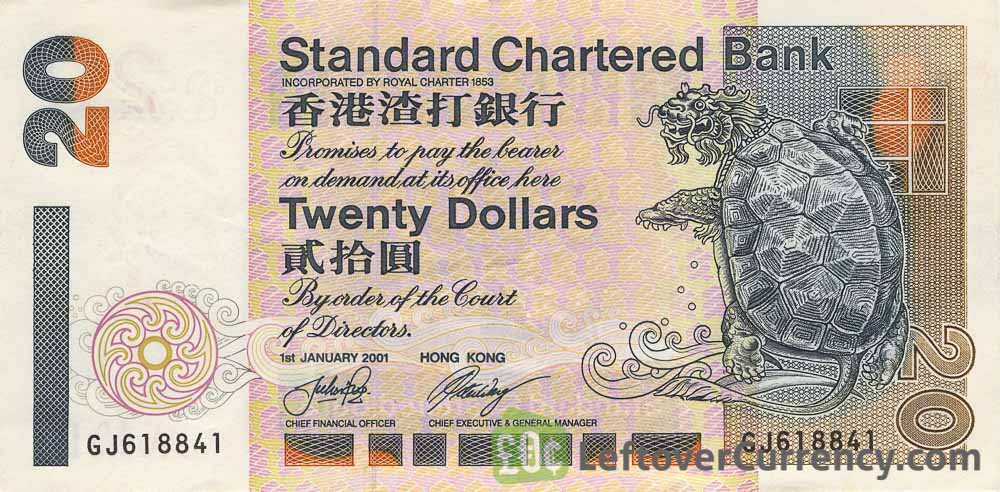 20
Standard Chartered Bank
INCORPORATED BY ROYAL CHARTER 1853
香港渣打銀行
Promises to pay the bearer
on demand at its office here
Twenty Dollars
貳拾圓
By order of the Court
of Directors.
1st JANUARY 2001 HONG KONG
CHIEF FINANCIAL OFFICER CHIEF EXECUTIVE & GENERAL MANAGER
GJ618841
GJ618841
20
£0¢ LeftoverCurrency.com